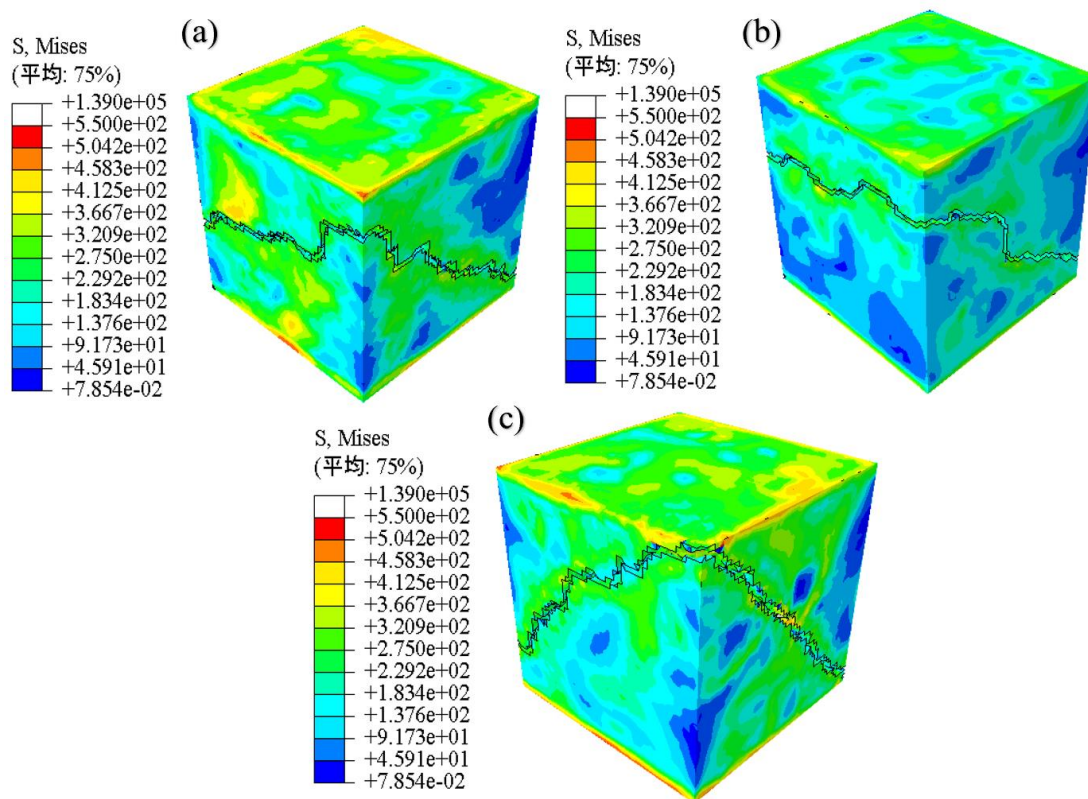 (a)
S, Mises
(平均: 75%)
+1.390e+05
+5.500e+02
+5.042e+02
+4.583e+02
+4.125e+02
+3.667e+02
+3.209e+02
+2.750e+02
+2.292e+02
+1.834e+02
+1.376e+02
+9.173e+01
+4.591e+01
+7.854e-02
(b)
S, Mises
(平均: 75%)
+1.390e+05
+5.500e+02
+5.042e+02
+4.583e+02
+4.125e+02
+3.667e+02
+3.209e+02
+2.750e+02
+2.292e+02
+1.834e+02
+1.376e+02
+9.173e+01
+4.591e+01
+7.854e-02
(c)
S, Mises
(平均: 75%)
+1.390e+05
+5.500e+02
+5.042e+02
+4.583e+02
+4.125e+02
+3.667e+02
+3.209e+02
+2.750e+02
+2.292e+02
+1.834e+02
+1.376e+02
+9.173e+01
+4.591e+01
+7.854e-02